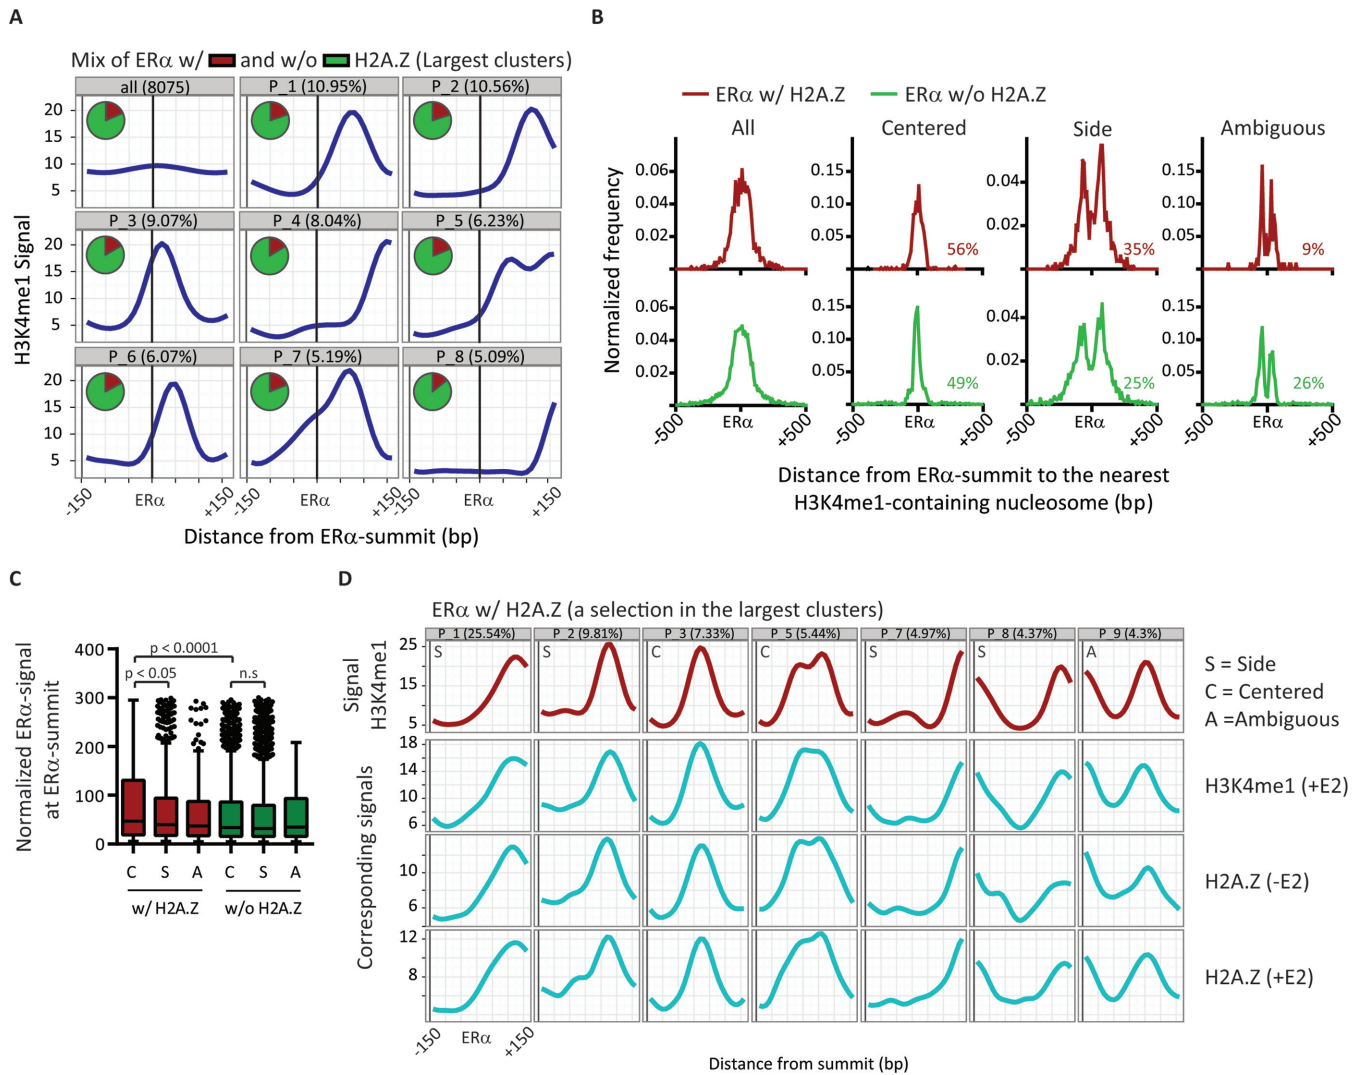 A
Mix of ERα w/ and w/o H2A.Z (Largest clusters)
all (8075)
P_1 (10.95%)
P_2 (10.56%)
20
15
10
5
P_3 (9.07%)
P_4 (8.04%)
P_5 (6.23%)
20
15
10
5
P_6 (6.07%)
P_7 (5.19%)
P_8 (5.09%)
20
15
10
5
H3K4me1 Signal
-150 ERα +150
ERα +150
-150 ERα +150
Distance from ERα-summit (bp)
B
ERα w/ H2A.Z
ERα w/o H2A.Z
All
Centered
Side
Ambiguous
Normalized frequency
0.06
0.04
0.02
0.15
0.10
0.05
56%
0.04
0.02
35%
0.15
0.10
0.05
9%
0.06
0.04
0.02
0.15
0.10
0.05
49%
0.04
0.02
25%
0.15
0.10
0.05
26%
-500 ERα +500
-500 ERα +500
-500 ERα +500
-500 ERα +500
Distance from ERα-summit to the nearest
H3K4me1-containing nucleosome (bp)
C
Normalized ERα-signal
at ERα-summit
400
300
200
100
0
p < 0.0001
p < 0.05
n.s
C S A C S A
w/ H2A.Z
w/o H2A.Z
D
ERα w/ H2A.Z (a selection in the largest clusters)
P_1 (25.54%)
P_2 (9.81%)
P_3 (7.33%)
P_5 (5.44%)
P_7 (4.97%)
P_8 (4.37%)
P_9 (4.3%)
S S C C S S A
Signal
H3K4me1
25
15
5
S = Side
C = Centered
A =Ambiguous
Corresponding signals
18
14
10
6
H3K4me1 (+E2)
10
6
H2A.Z (-E2)
12
8
H2A.Z (+E2)
-150 ERα +150
Distance from summit (bp)